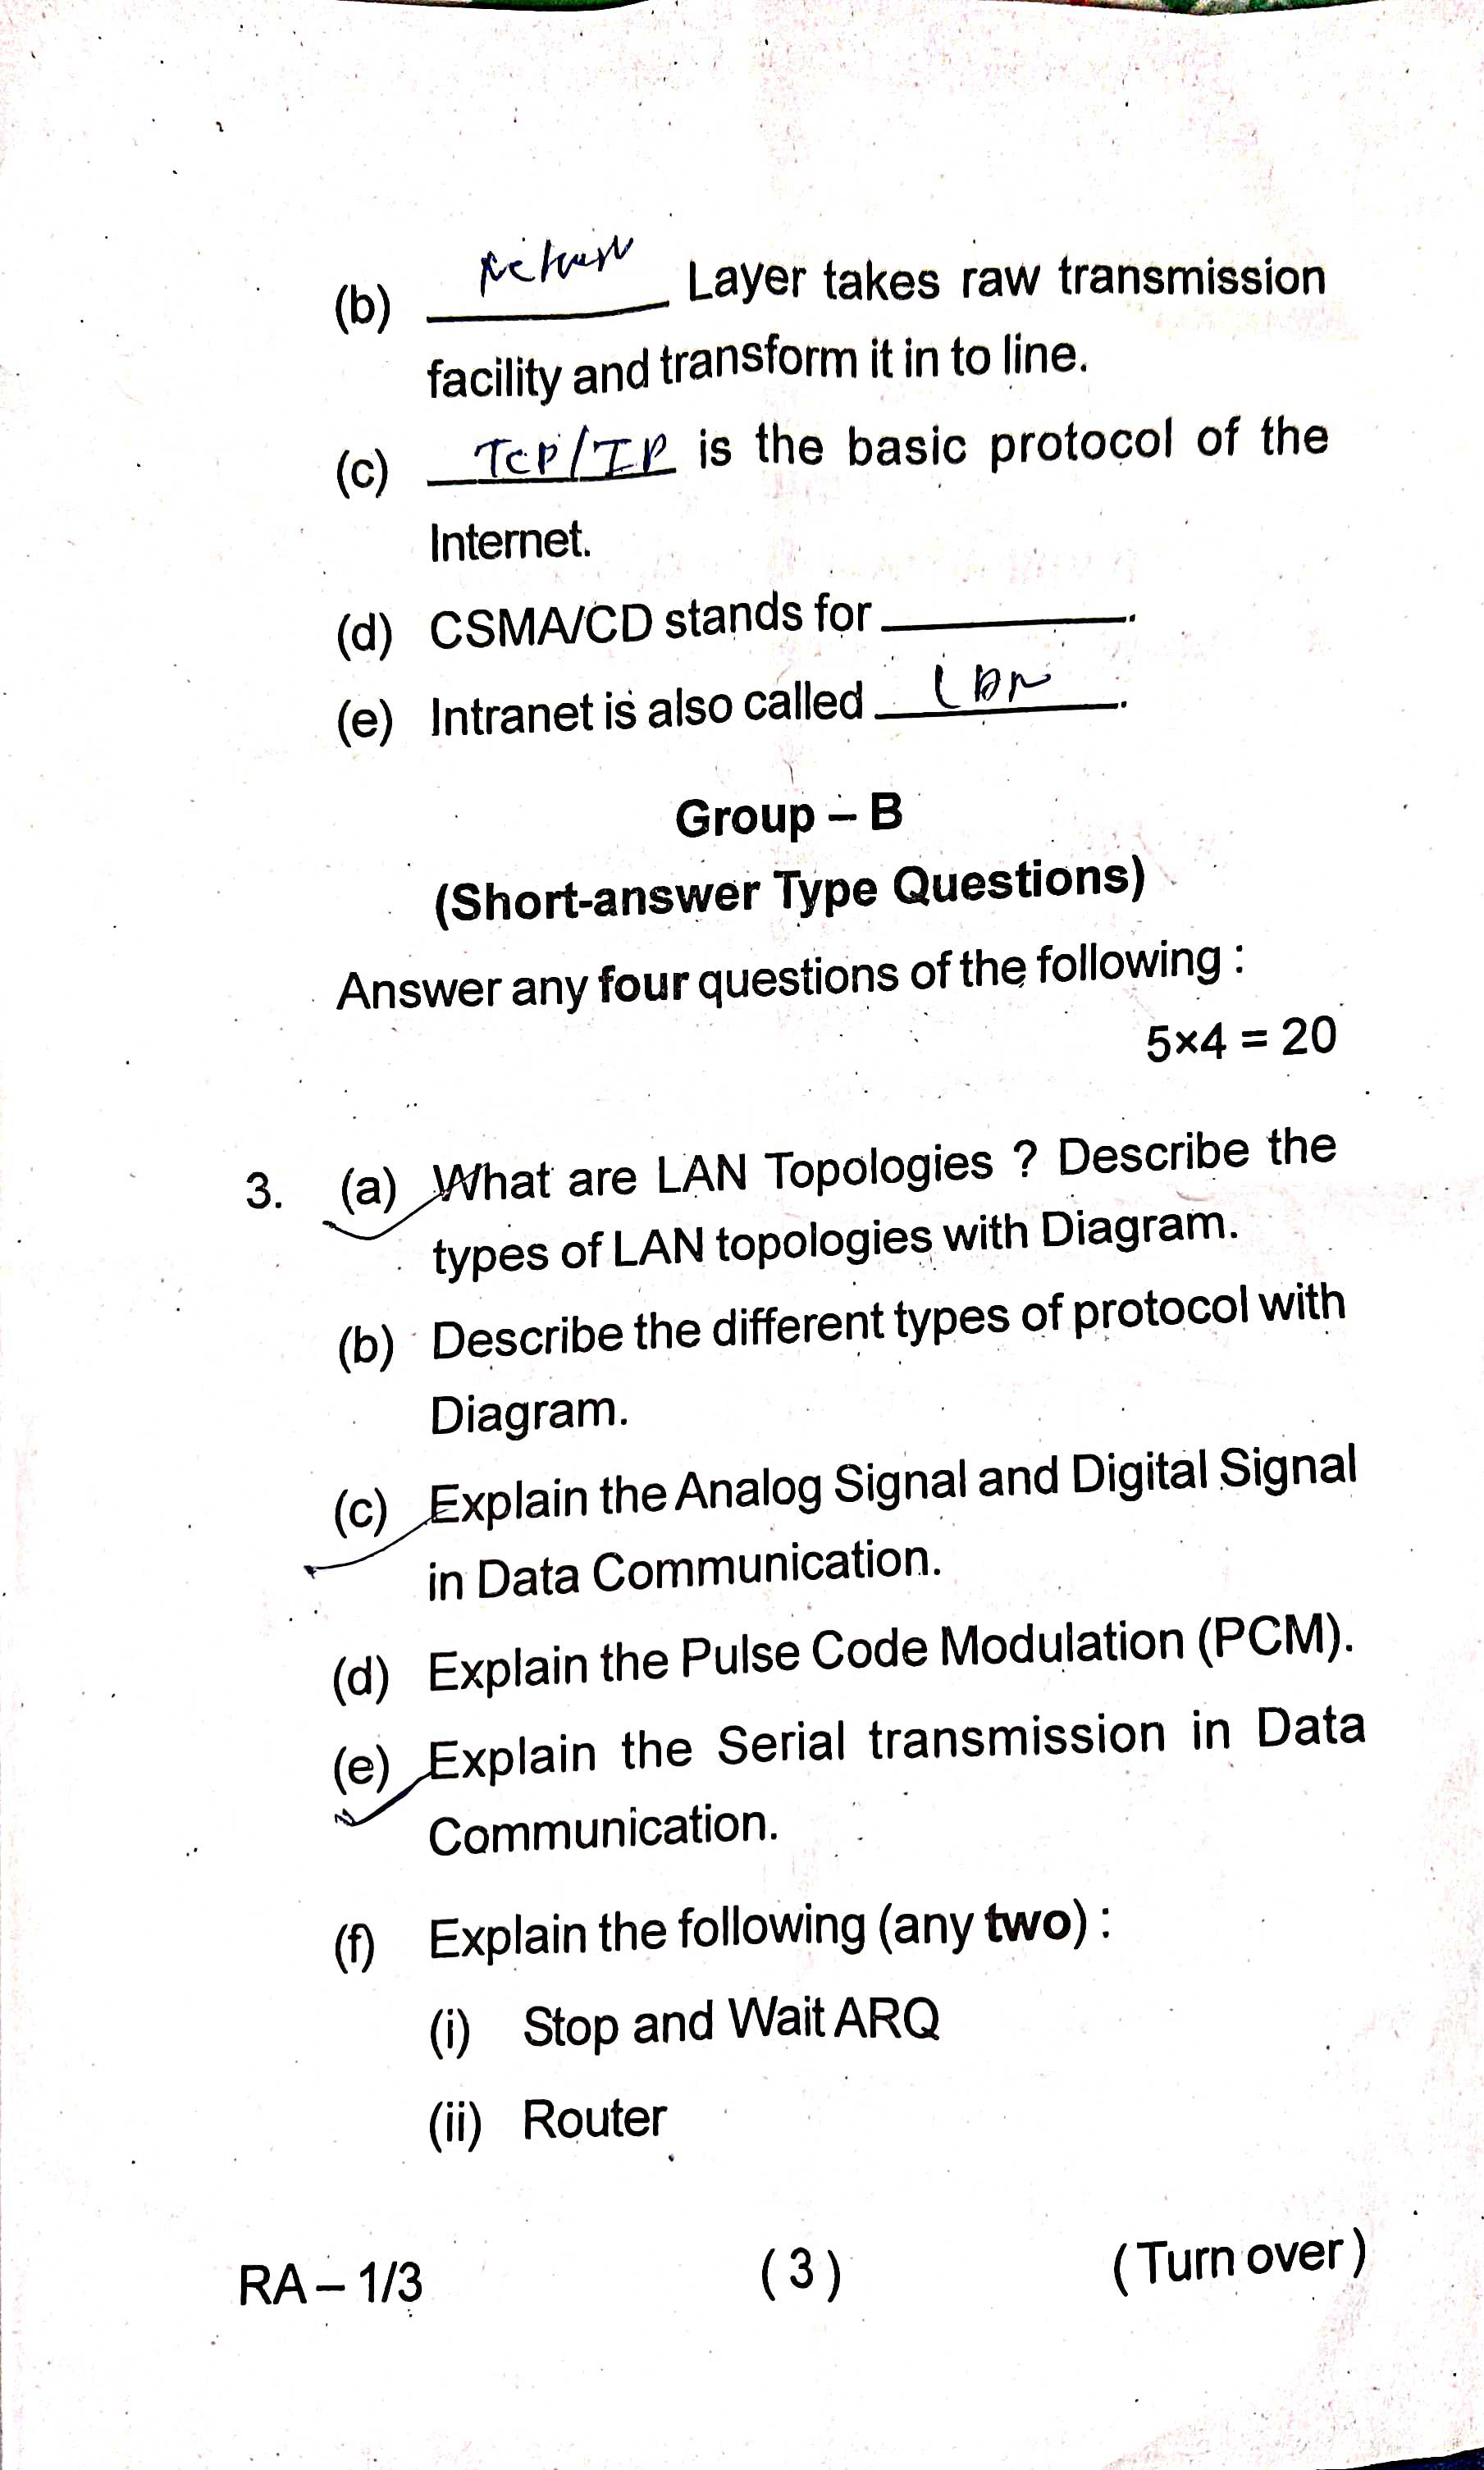 Network
(b) ________ Layer takes raw transmission
facility and transform it in to line.
(c) TCP/IP is the basic protocol of the
Internet.
(d) CSMA/CD stands for ________.
(e) Intranet is also called LAN.
Group – B
(Short-answer Type Questions)
Answer any four questions of the following :
5×4 = 20
3. (a) What are LAN Topologies ? Describe the
types of LAN topologies with Diagram.
(b) Describe the different types of protocol with
Diagram.
(c) Explain the Analog Signal and Digital Signal
in Data Communication.
(d) Explain the Pulse Code Modulation (PCM).
(e) Explain the Serial transmission in Data
Communication.
(f) Explain the following (any two) :
(i) Stop and Wait ARQ
(ii) Router
RA – 1/3 (3) (Turn over)